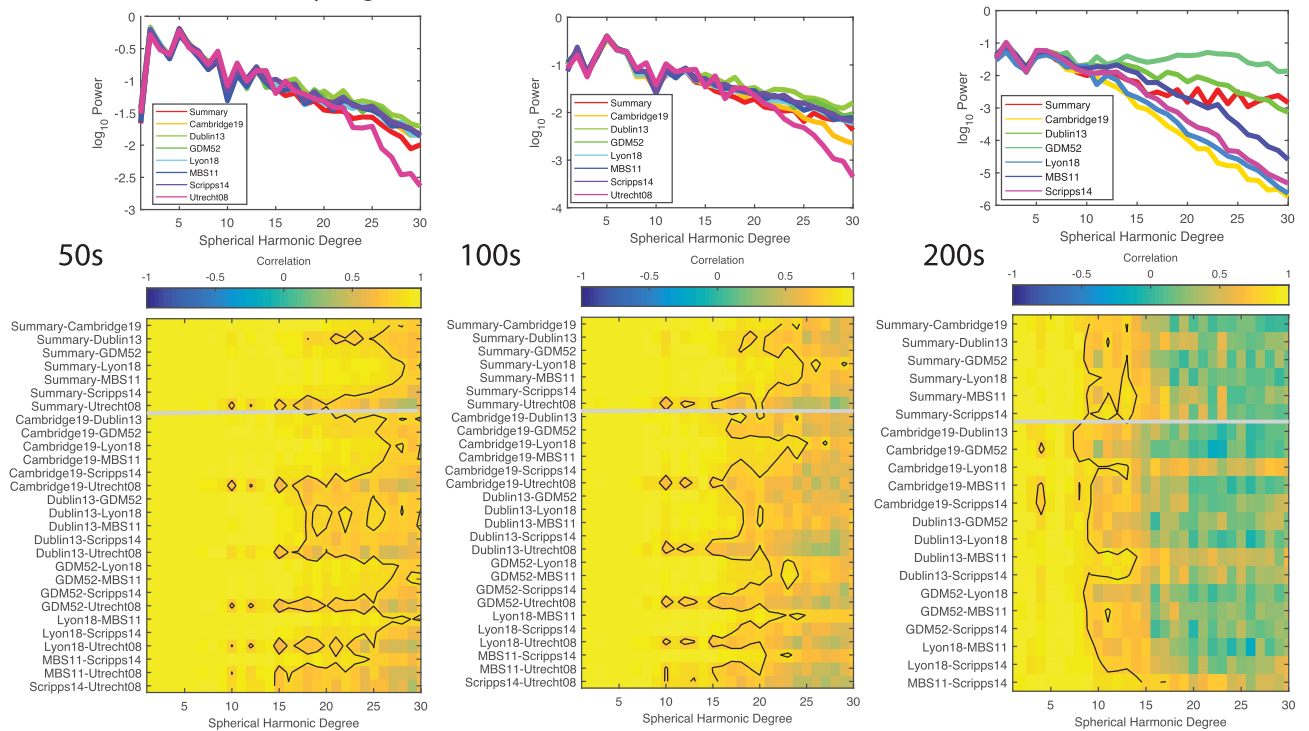 0
-0.5
-1.0
-1.5
-2
-2.5
-3
log10 Power
Summary
Cambridge19
Dublin13
GDM52
Lyon18
MBS11
Scripps14
Utrecht08
5
10
15
20
25
30
Spherical Harmonic Degree
0
-1
-2
-3
-4
log10 Power
Summary
Cambridge19
Dublin13
GDM52
Lyon18
MBS11
Scripps14
Utrecht08
5
10
15
20
25
30
Spherical Harmonic Degree
0
-1
-2
-3
-4
-5
-6
log10 Power
Summary
Cambridge19
Dublin13
GDM52
Lyon18
MBS11
Scripps14
5
10
15
20
25
30
Spherical Harmonic Degree
50s
Correlation
-1
-0.5
0
0.5
1
Summary-Cambridge19
Summary-Dublin13
Summary-GDM52
Summary-Lyon18
Summary-MBS11
Summary-Scripps14
Summary-Utrecht08
Cambridge19-Dublin13
Cambridge19-GDM52
Cambridge19-Lyon18
Cambridge19-MBS11
Cambridge19-Scripps14
Cambridge19-Utrecht08
Dublin13-GDM52
Dublin13-Lyon18
Dublin13-MBS11
Dublin13-Scripps14
Dublin13-Utrecht08
GDM52-Lyon18
GDM52-MBS11
GDM52-Scripps14
GDM52-Utrecht08
Lyon18-MBS11
Lyon18-Scripps14
Lyon18-Utrecht08
MBS11-Scripps14
MBS11-Utrecht08
Scripps14-Utrecht08
5
10
15
20
25
30
Spherical Harmonic Degree
100s
Correlation
-1
-0.5
0
0.5
1
Summary-Cambridge19
Summary-Dublin13
Summary-GDM52
Summary-Lyon18
Summary-MBS11
Summary-Scripps14
Summary-Utrecht08
Cambridge19-Dublin13
Cambridge19-GDM52
Cambridge19-Lyon18
Cambridge19-MBS11
Cambridge19-Scripps14
Cambridge19-Utrecht08
Dublin13-GDM52
Dublin13-Lyon18
Dublin13-MBS11
Dublin13-Scripps14
Dublin13-Utrecht08
GDM52-Lyon18
GDM52-MBS11
GDM52-Scripps14
GDM52-Utrecht08
Lyon18-MBS11
Lyon18-Scripps14
Lyon18-Utrecht08
MBS11-Scripps14
MBS11-Utrecht08
Scripps14-Utrecht08
5
10
15
20
25
30
Spherical Harmonic Degree
200s
Correlation
-1
-0.5
0
0.5
1
Summary-Cambridge19
Summary-Dublin13
Summary-GDM52
Summary-Lyon18
Summary-MBS11
Summary-Scripps14
Cambridge19-Dublin13
Cambridge19-GDM52
Cambridge19-Lyon18
Cambridge19-MBS11
Cambridge19-Scripps14
Dublin13-GDM52
Dublin13-Lyon18
Dublin13-MBS11
Dublin13-Scripps14
GDM52-Lyon18
GDM52-MBS11
GDM52-Scripps14
Lyon18-MBS11
Lyon18-Scripps14
MBS11-Scripps14
5
10
15
20
25
30
Spherical Harmonic Degree